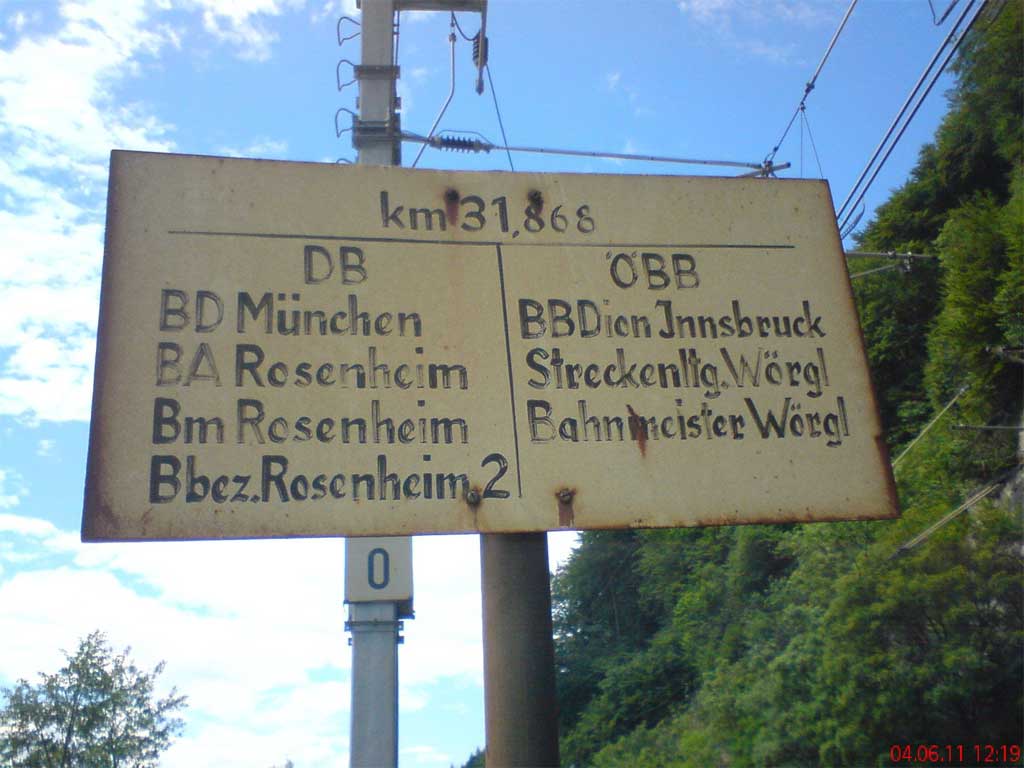 km 31,868
DB
BD München
BA Rosenheim
Bm Rosenheim
Bbez. Rosenheim 2
ÖBB
BBDion Innsbruck
Streckenltg. Wörgl
Bahnmeister Wörgl
0
04.06.11 12:19